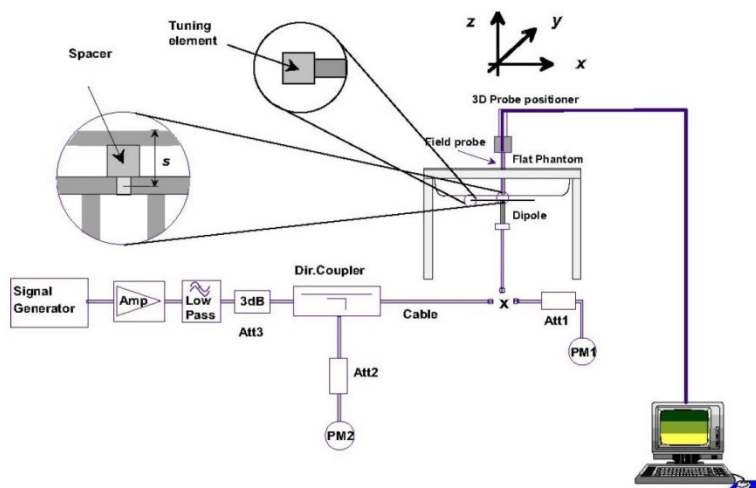 Tuning
element
z
y
x
Spacer
3D Probe positioner
s
Field probe
Flat Phantom
Dipole
Dir.Coupler
Signal
Generator
Amp
Low
Pass
3dB
Att3
Cable
x
Att1
PM1
Att2
PM2